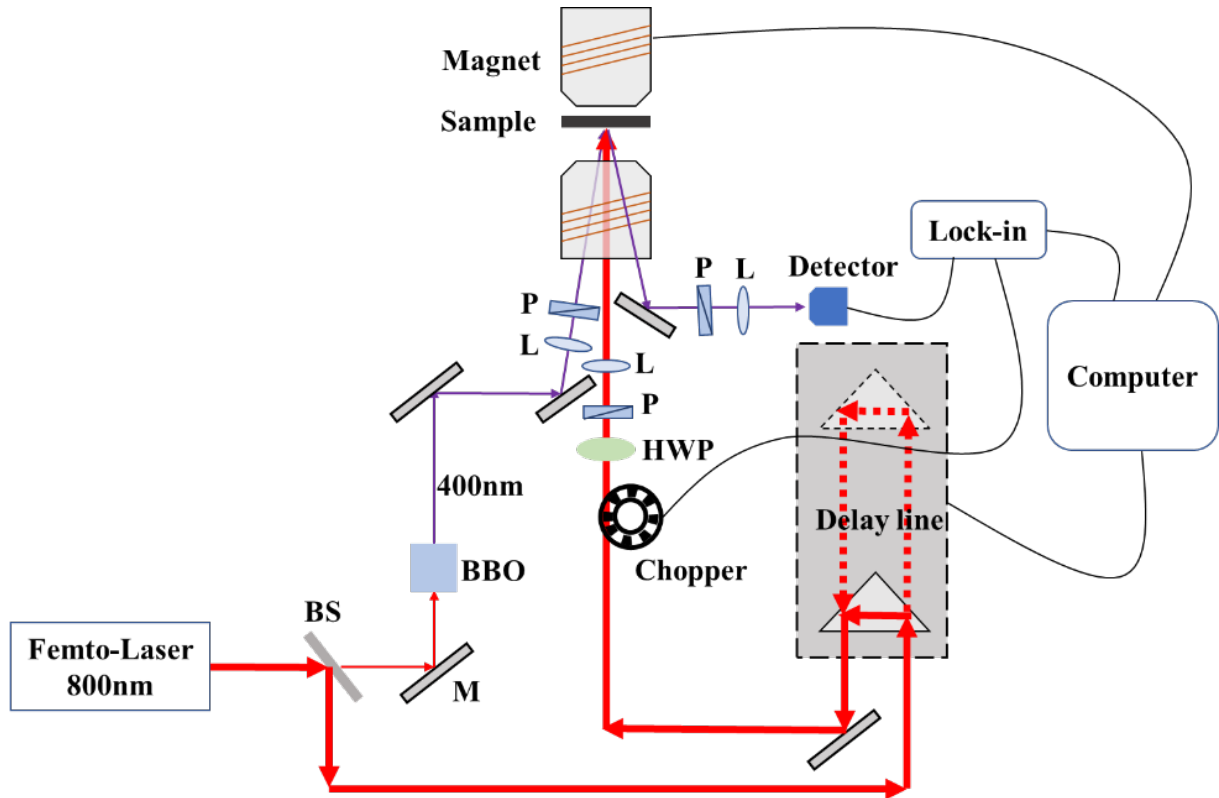 Magnet
Sample
Lock-in
P
L
Detector
P
L
L
Computer
P
HWP
400nm
Delay line
Chopper
BBO
BS
Femto-Laser
800nm
M